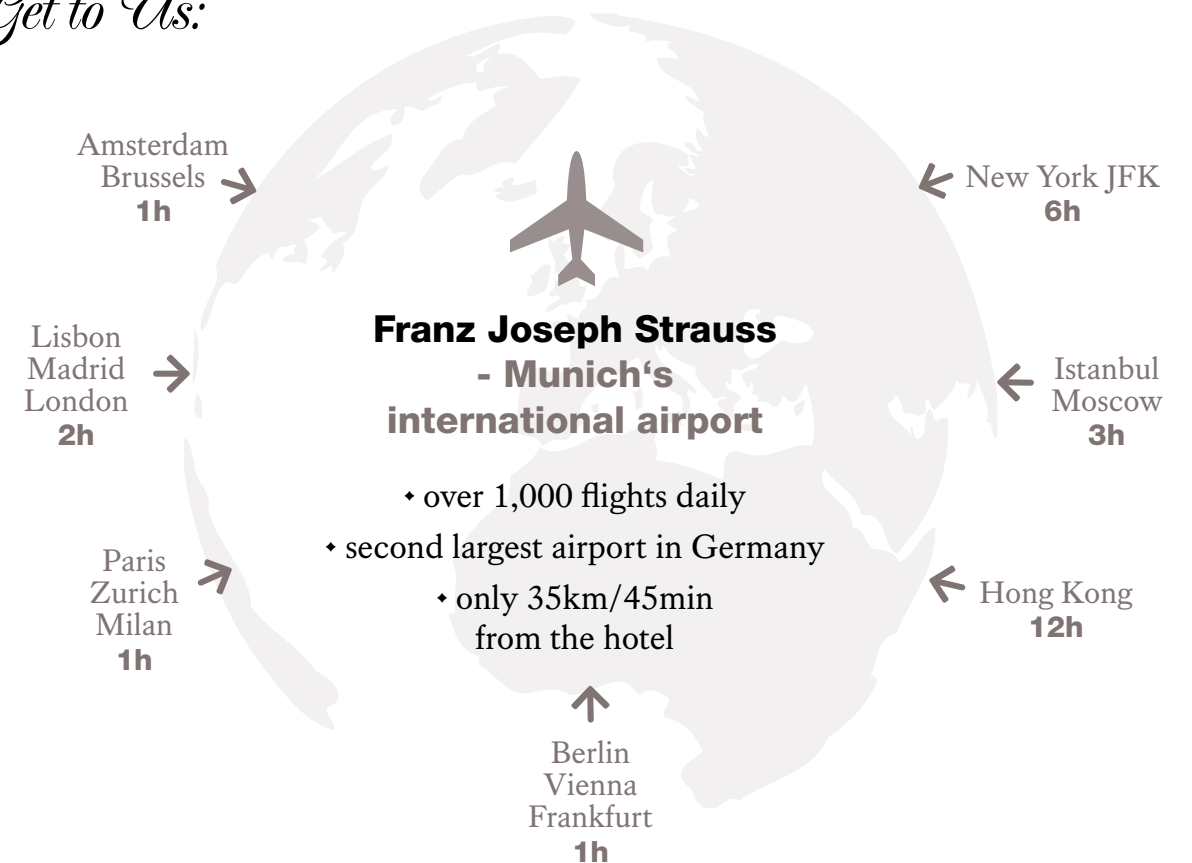 Get to Us:
Amsterdam
Brussels
1h
New York JFK
6h
Franz Joseph Strauss
- Munich‘s
international airport
Lisbon
Madrid
London
2h
Istanbul
Moscow
3h
• over 1,000 flights daily
• second largest airport in Germany
• only 35km/45min
from the hotel
Paris
Zurich
Milan
1h
Hong Kong
12h
Berlin
Vienna
Frankfurt
1h